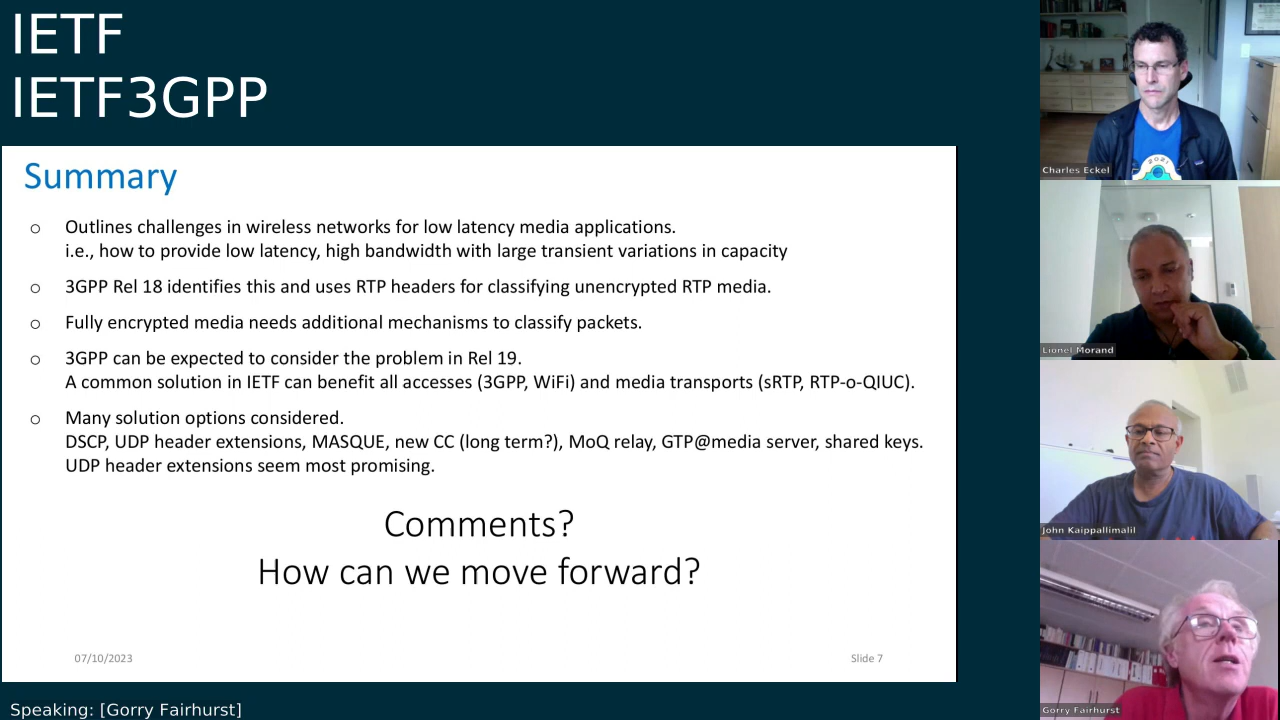 IETF
IETF3GPP
Summary
o Outlines challenges in wireless networks for low latency media applications.
i.e., how to provide low latency, high bandwidth with large transient variations in capacity
o 3GPP Rel 18 identifies this and uses RTP headers for classifying unencrypted RTP media.
o Fully encrypted media needs additional mechanisms to classify packets.
o 3GPP can be expected to consider the problem in Rel 19.
A common solution in IETF can benefit all accesses (3GPP, WiFi) and media transports (sRTP, RTP-o-QIUC).
o Many solution options considered.
DSCP, UDP header extensions, MASQUE, new CC (long term?), MoQ relay, GTP@media server, shared keys.
UDP header extensions seem most promising.
Comments?
How can we move forward?
07/10/2023
Slide 7
Speaking: [Gorry Fairhurst]
Charles Eckel
2021
Lionel Morand
John Kaippallimalil
Gorry Fairhurst